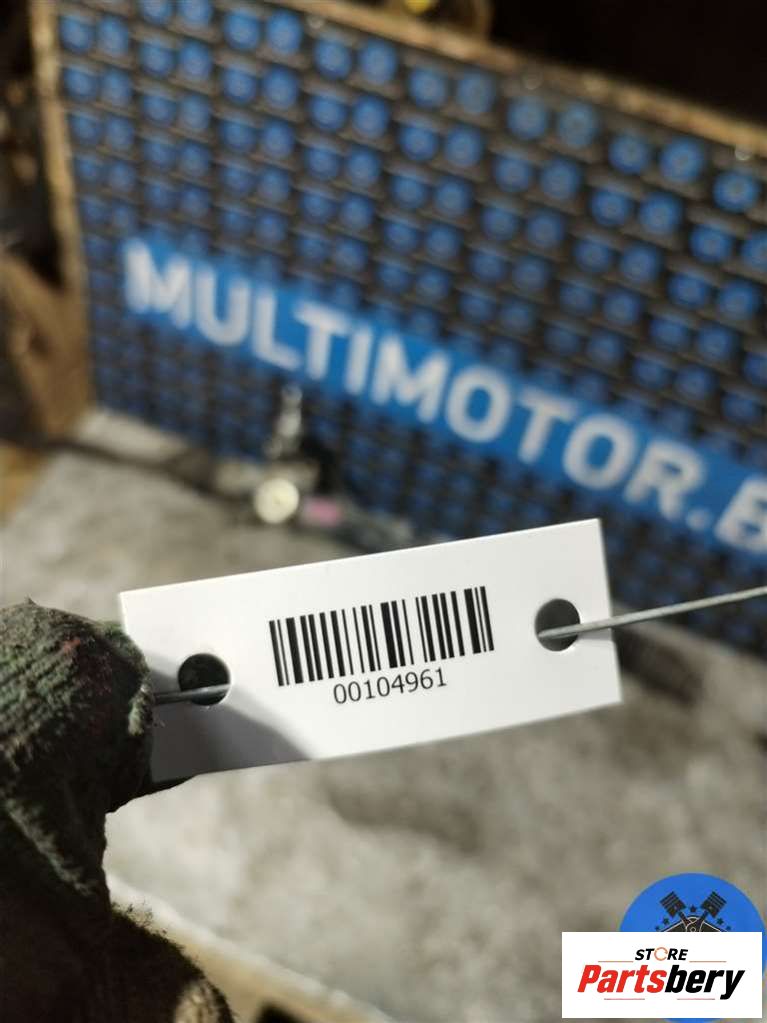 MULTIMOTOR.B
00104961
STORE
Partsbery